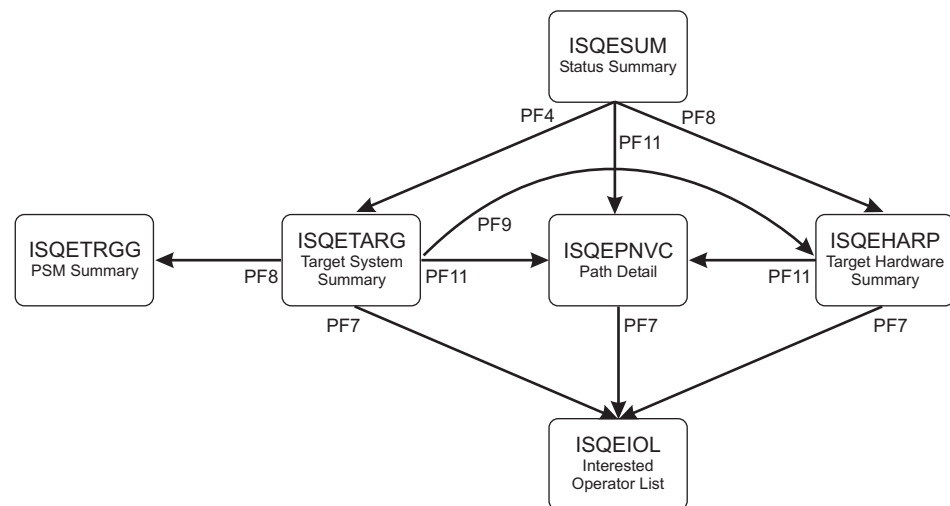 ISQESUM
Status Summary
PF4
PF11
PF8
ISQETRGG
PSM Summary
PF8
ISQETARG
Target System
Summary
PF9
PF11
ISQEPNVC
Path Detail
PF11
ISQEHARP
Target Hardware
Summary
PF7
PF7
PF7
ISQEIOL
Interested
Operator List